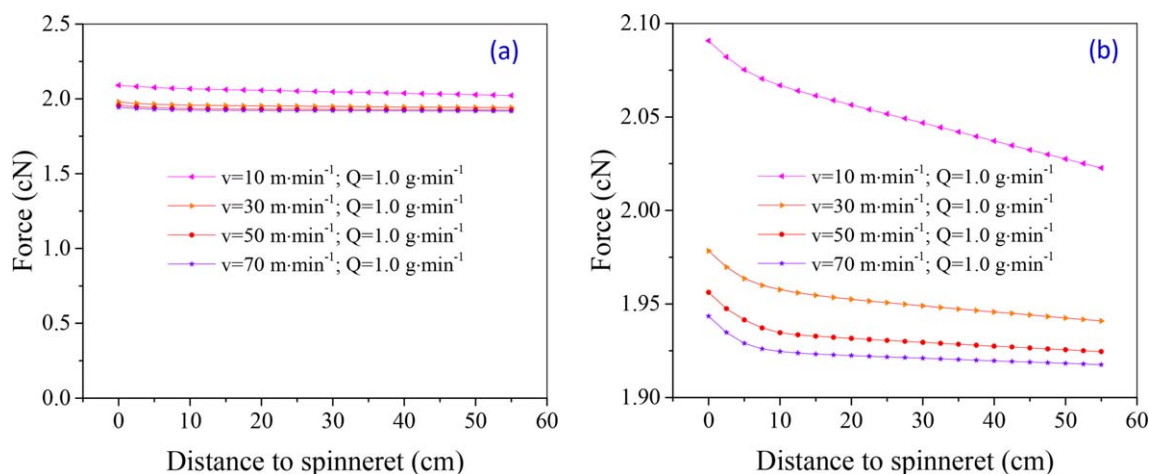 (a)
Force (cN)
2.5
2.0
1.5
1.0
0.5
0.0
v=10 m·min⁻¹; Q=1.0 g·min⁻¹
v=30 m·min⁻¹; Q=1.0 g·min⁻¹
v=50 m·min⁻¹; Q=1.0 g·min⁻¹
v=70 m·min⁻¹; Q=1.0 g·min⁻¹
0 10 20 30 40 50 60
Distance to spinneret (cm)
(b)
Force (cN)
2.10
2.05
2.00
1.95
1.90
v=10 m·min⁻¹; Q=1.0 g·min⁻¹
v=30 m·min⁻¹; Q=1.0 g·min⁻¹
v=50 m·min⁻¹; Q=1.0 g·min⁻¹
v=70 m·min⁻¹; Q=1.0 g·min⁻¹
0 10 20 30 40 50 60
Distance to spinneret (cm)